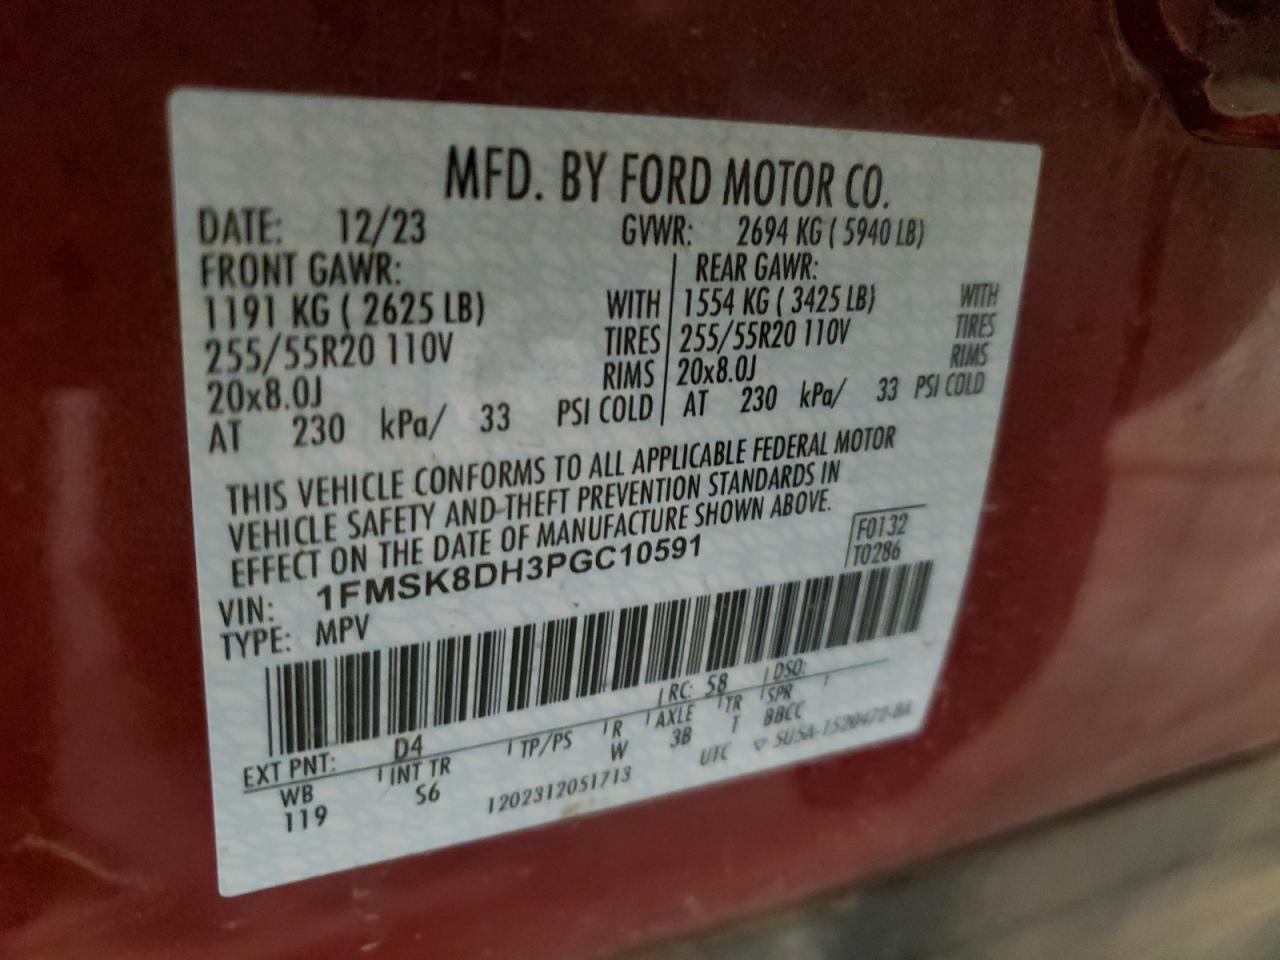 MFD. BY FORD MOTOR CO.
DATE: 12/23 GVWR: 2694 KG ( 5940 LB)
FRONT GAWR: REAR GAWR:
1191 KG ( 2625 LB) WITH 1554 KG ( 3425 LB) WITH
255/55R20 110V TIRES 255/55R20 110V TIRES
20x8.0J RIMS 20x8.0J RIMS
AT 230 kPa/ 33 PSI COLD AT 230 kPa/ 33 PSI COLD
THIS VEHICLE CONFORMS TO ALL APPLICABLE FEDERAL MOTOR
VEHICLE SAFETY AND THEFT PREVENTION STANDARDS IN
EFFECT ON THE DATE OF MANUFACTURE SHOWN ABOVE.
F0132
T0286
VIN: 1FMSK8DH3PGC10591
TYPE: MPV
EXT PNT: D4 RC: 58 DSO:
WB INT TR TP/PS R AXLE TR SPR
119 S6 W 3B T BBCC
1202312051713 UTC ▽ SU5A-1520472-BA